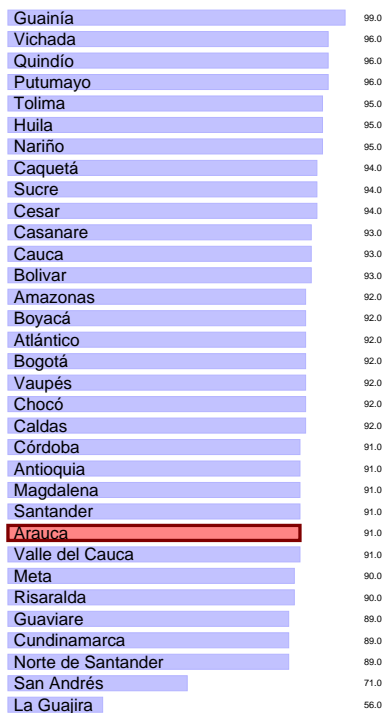 Guainía 99.0
Vichada 96.0
Quindío 96.0
Putumayo 96.0
Tolima 95.0
Huila 95.0
Nariño 95.0
Caquetá 94.0
Sucre 94.0
Cesar 94.0
Casanare 93.0
Cauca 93.0
Bolivar 93.0
Amazonas 92.0
Boyacá 92.0
Atlántico 92.0
Bogotá 92.0
Vaupés 92.0
Chocó 92.0
Caldas 92.0
Córdoba 91.0
Antioquia 91.0
Magdalena 91.0
Santander 91.0
Arauca 91.0
Valle del Cauca 91.0
Meta 90.0
Risaralda 90.0
Guaviare 89.0
Cundinamarca 89.0
Norte de Santander 89.0
San Andrés 71.0
La Guajira 56.0